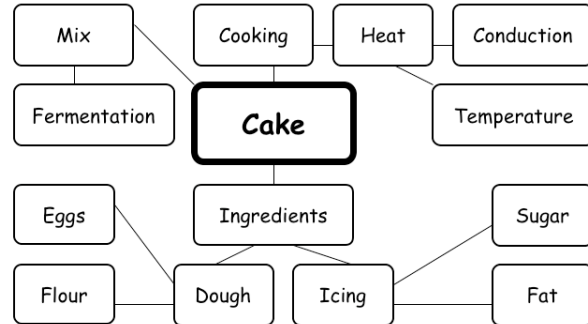 Mix
Cooking
Heat
Conduction
Fermentation
Cake
Temperature
Eggs
Ingredients
Sugar
Flour
Dough
Icing
Fat